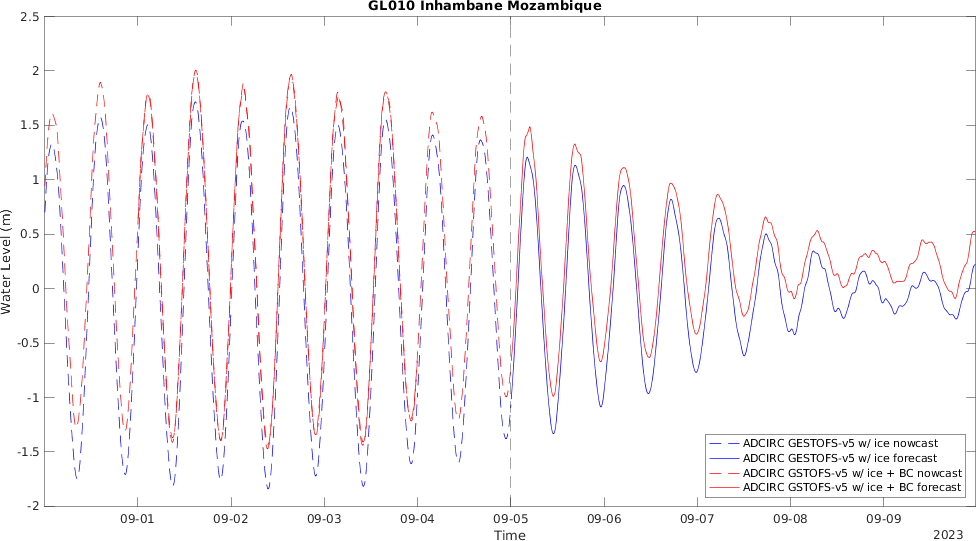 GL010 Inhambane Mozambique
2.5
2
1.5
1
0.5
0
-0.5
-1
-1.5
-2
Water Level (m)
09-01 09-02 09-03 09-04 09-05 09-06 09-07 09-08 09-09
Time
2023
ADCIRC GESTOFS-v5 w/ ice nowcast
ADCIRC GESTOFS-v5 w/ ice forecast
ADCIRC GSTOFS-v5 w/ ice + BC nowcast
ADCIRC GSTOFS-v5 w/ ice + BC forecast